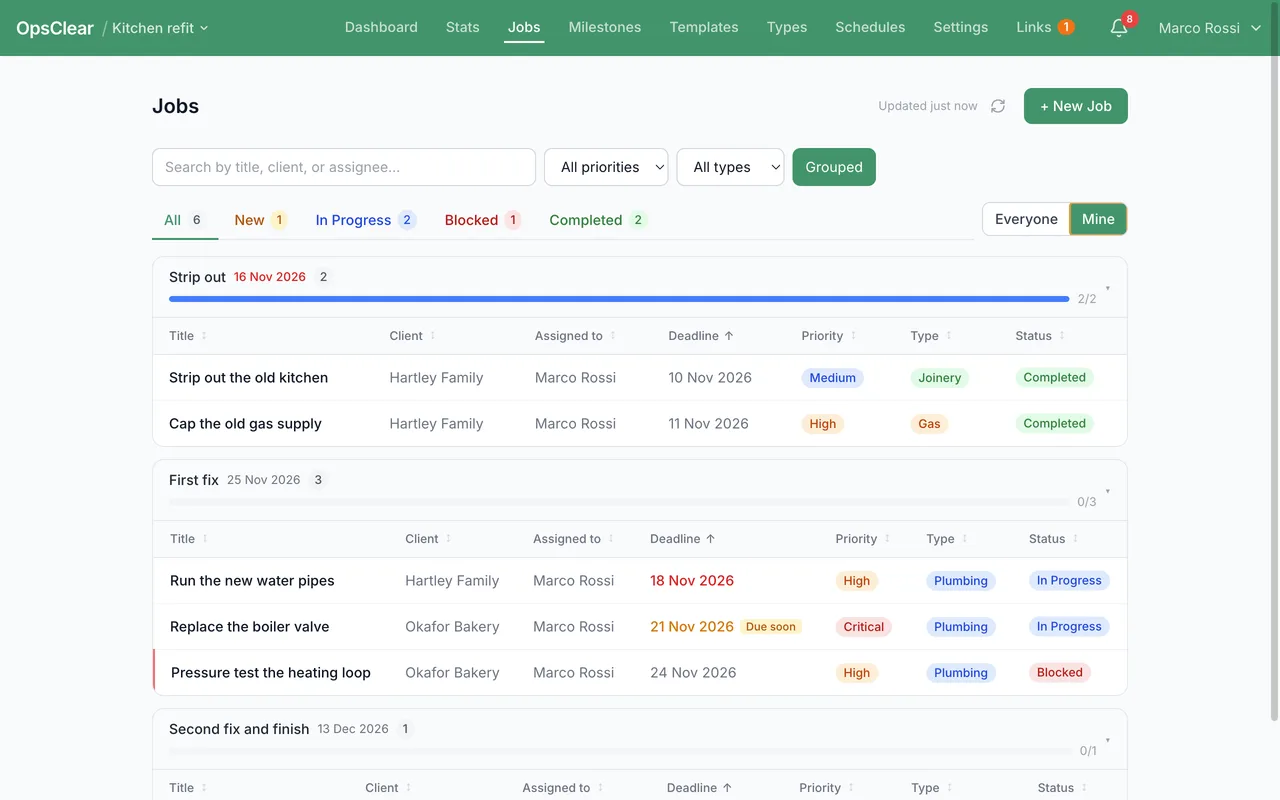 OpsClear / Kitchen refit Dashboard Stats Jobs Milestones Templates Types Schedules Settings Links 1 8 Marco Rossi
Jobs Updated just now + New Job
Search by title, client, or assignee... All priorities All types Grouped
All 6 New 1 In Progress 2 Blocked 1 Completed 2 Everyone Mine
Strip out 16 Nov 2026 2
2/2
Title Client Assigned to Deadline ↑ Priority Type Status
Strip out the old kitchen Hartley Family Marco Rossi 10 Nov 2026 Medium Joinery Completed
Cap the old gas supply Hartley Family Marco Rossi 11 Nov 2026 High Gas Completed
First fix 25 Nov 2026 3
0/3
Title Client Assigned to Deadline ↑ Priority Type Status
Run the new water pipes Hartley Family Marco Rossi 18 Nov 2026 High Plumbing In Progress
Replace the boiler valve Okafor Bakery Marco Rossi 21 Nov 2026 Due soon Critical Plumbing In Progress
Pressure test the heating loop Okafor Bakery Marco Rossi 24 Nov 2026 High Plumbing Blocked
Second fix and finish 13 Dec 2026 1
0/1
Title Client Assigned to Deadline ↑ Priority Type Status